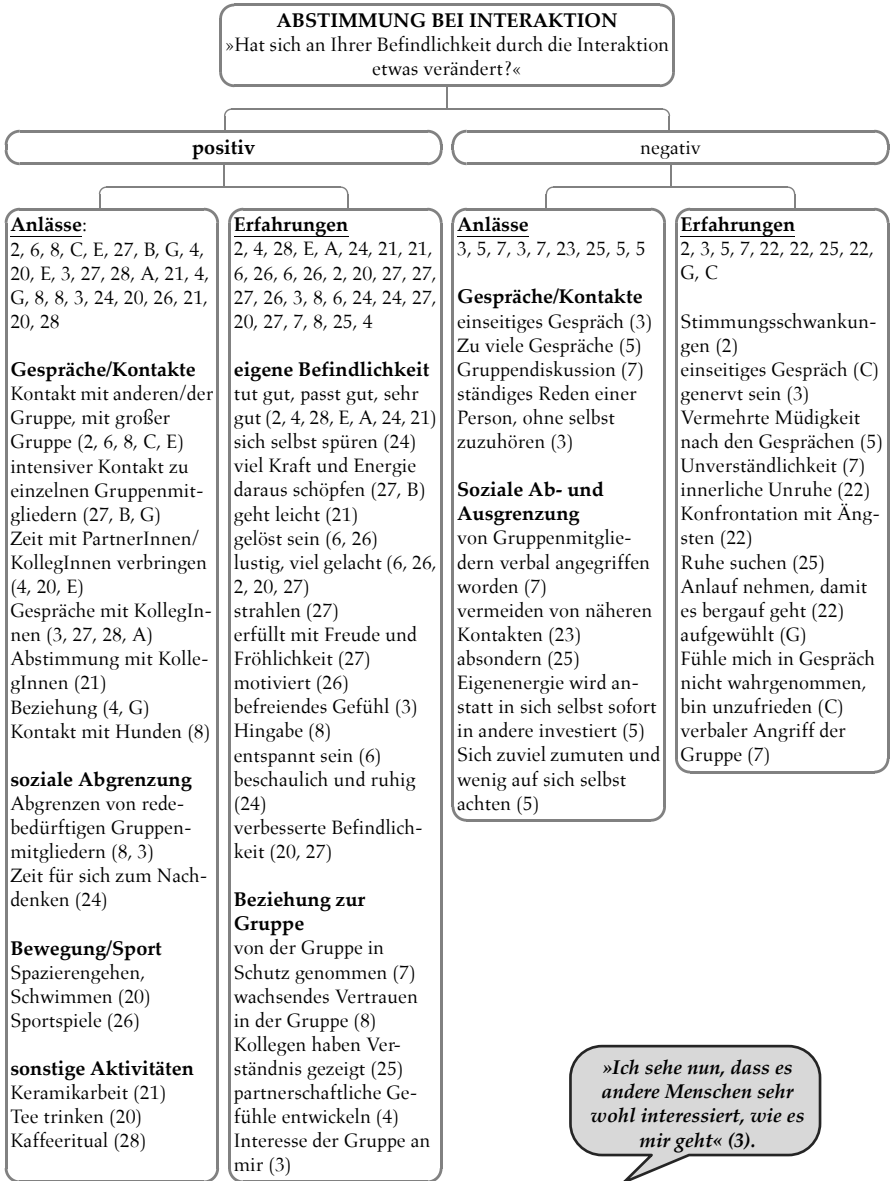 ABSTIMMUNG BEI INTERAKTION
»Hat sich an Ihrer Befindlichkeit durch die Interaktion
etwas verändert?«
positiv
negativ
Anlässe:
2, 6, 8, C, E, 27, B, G, 4,
20, E, 3, 27, 28, A, 21, 4,
G, 8, 8, 3, 24, 20, 26, 21,
20, 28
Gespräche/Kontakte
Kontakt mit anderen/der
Gruppe, mit großer
Gruppe (2, 6, 8, C, E)
intensiver Kontakt zu
einzelnen Gruppenmit-
gliedern (27, B, G)
Zeit mit PartnerInnen/
KollegInnen verbringen
(4, 20, E)
Gespräche mit KollegIn-
nen (3, 27, 28, A)
Abstimmung mit Kolle-
gInnen (21)
Beziehung (4, G)
Kontakt mit Hunden (8)
soziale Abgrenzung
Abgrenzen von rede-
bedürftigen Gruppen-
mitgliedern (8, 3)
Zeit für sich zum Nach-
denken (24)
Bewegung/Sport
Spazierengehen,
Schwimmen (20)
Sportspiele (26)
sonstige Aktivitäten
Keramikarbeit (21)
Tee trinken (20)
Kaffeeritual (28)
Erfahrungen
2, 4, 28, E, A, 24, 21, 21,
6, 26, 6, 26, 2, 20, 27, 27,
27, 26, 3, 8, 6, 24, 24, 27,
20, 27, 7, 8, 25, 4
eigene Befindlichkeit
tut gut, passt gut, sehr
gut (2, 4, 28, E, A, 24, 21)
sich selbst spüren (24)
viel Kraft und Energie
daraus schöpfen (27, B)
geht leicht (21)
gelöst sein (6, 26)
lustig, viel gelacht (6, 26,
2, 20, 27)
strahlen (27)
erfüllt mit Freude und
Fröhlichkeit (27)
motiviert (26)
befreiendes Gefühl (3)
Hingabe (8)
entspannt sein (6)
beschaulich und ruhig
(24)
verbesserte Befindlich-
keit (20, 27)
Beziehung zur
Gruppe
von der Gruppe in
Schutz genommen (7)
wachsendes Vertrauen
in der Gruppe (8)
Kollegen haben Ver-
ständnis gezeigt (25)
partnerschaftliche Ge-
fühle entwickeln (4)
Interesse der Gruppe an
mir (3)
Anlässe
3, 5, 7, 3, 7, 23, 25, 5, 5
Gespräche/Kontakte
einseitiges Gespräch (3)
Zu viele Gespräche (5)
Gruppendiskussion (7)
ständiges Reden einer
Person, ohne selbst
zuzuhören (3)
Soziale Ab- und
Ausgrenzung
von Gruppenmitglie-
dern verbal angegriffen
worden (7)
vermeiden von näheren
Kontakten (23)
absondern (25)
Eigenenergie wird an-
statt in sich selbst sofort
in andere investiert (5)
Sich zuviel zumuten und
wenig auf sich selbst
achten (5)
Erfahrungen
2, 3, 5, 7, 22, 22, 25, 22,
G, C
Stimmungsschwankun-
gen (2)
einseitiges Gespräch (C)
genervt sein (3)
Vermehrte Müdigkeit
nach den Gesprächen (5)
Unverständlichkeit (7)
innerliche Unruhe (22)
Konfrontation mit Äng-
sten (22)
Ruhe suchen (25)
Anlauf nehmen, damit
es bergauf geht (22)
aufgewühlt (G)
Fühle mich in Gespräch
nicht wahrgenommen,
bin unzufrieden (C)
verbaler Angriff der
Gruppe (7)
»Ich sehe nun, dass es
andere Menschen sehr
wohl interessiert, wie es
mir geht« (3).